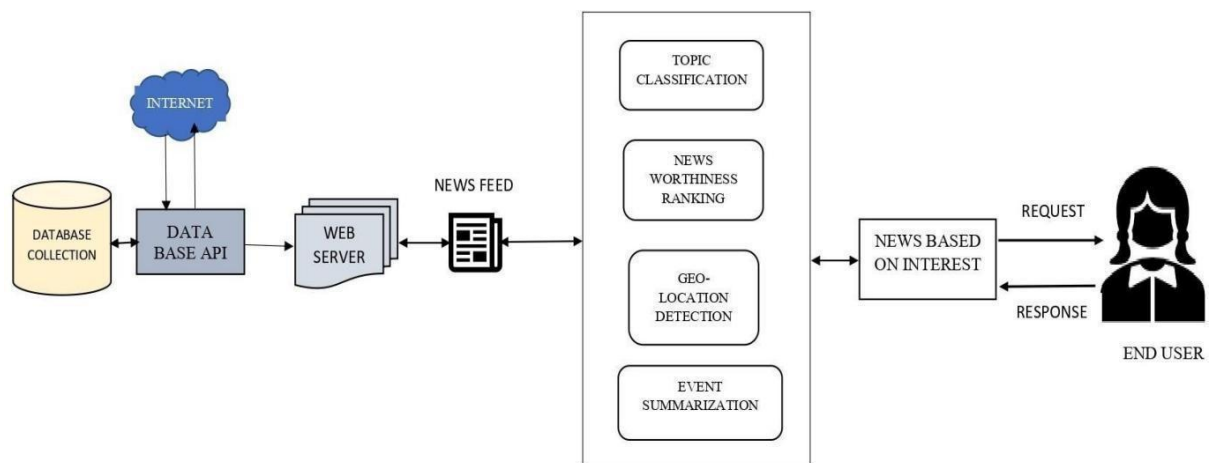 INTERNET
DATABASE
COLLECTION
DATA
BASE API
WEB
SERVER
NEWS FEED
TOPIC
CLASSIFICATION
NEWS
WORTHINESS
RANKING
GEO-
LOCATION
DETECTION
EVENT
SUMMARIZATION
NEWS BASED
ON INTEREST
REQUEST
RESPONSE
END USER